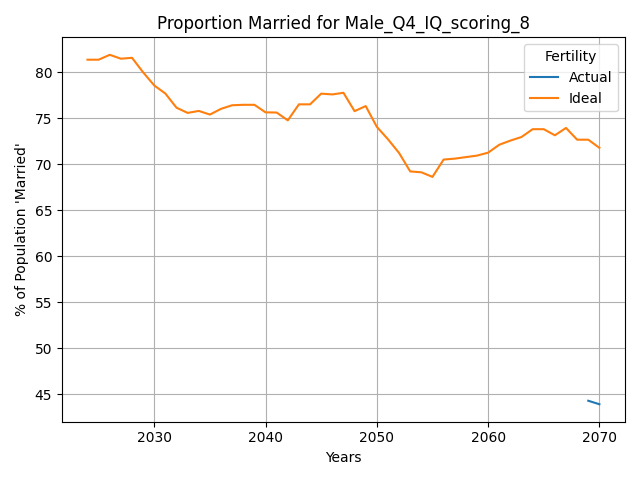 Proportion Married for Male_Q4_IQ_scoring_8
% of Population 'Married'
80
75
70
65
60
55
50
45
2030 2040 2050 2060 2070
Years
Fertility
Actual
Ideal